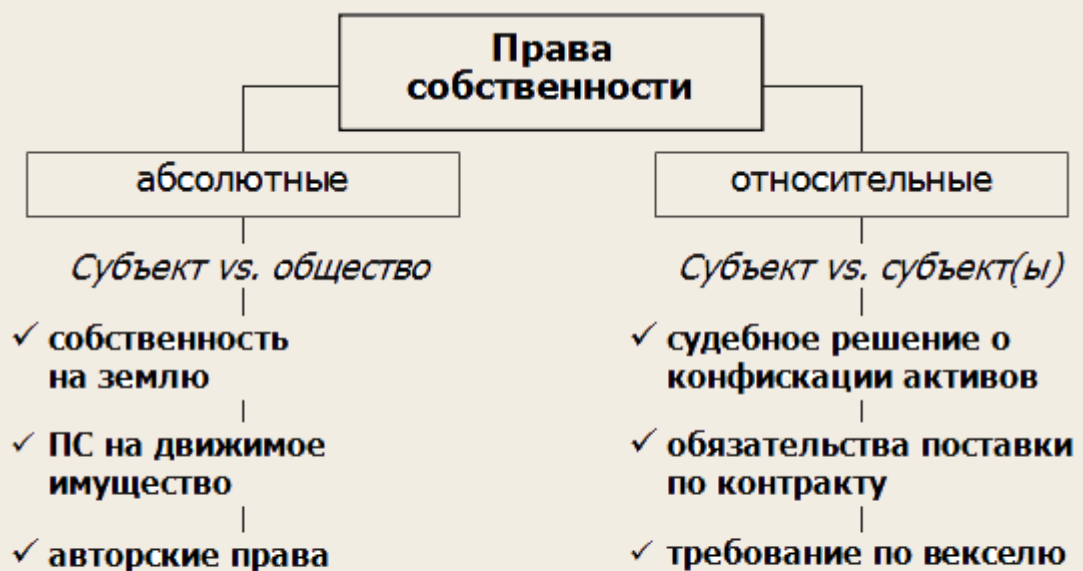 Права
собственности
абсолютные
Субъект vs. общество
✓ собственность
на землю
✓ ПС на движимое
имущество
✓ авторские права
относительные
Субъект vs. субъект(ы)
✓ судебное решение о
конфискации активов
✓ обязательства поставки
по контракту
✓ требование по векселю